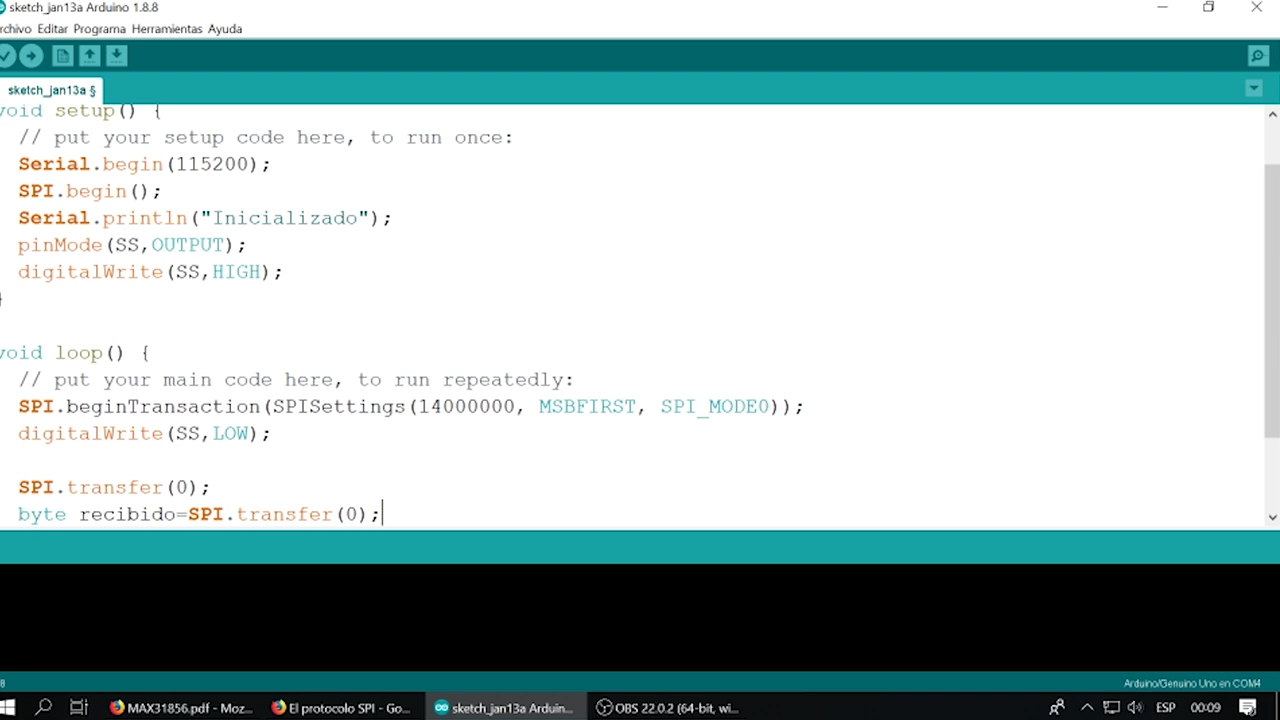 sketch_jan13a Arduino 1.8.8
rchivo Editar Programa Herramientas Ayuda
sketch_jan13a §
void setup() {
// put your setup code here, to run once:
Serial.begin(115200);
SPI.begin();
Serial.println("Inicializado");
pinMode(SS,OUTPUT);
digitalWrite(SS,HIGH);
}
void loop() {
// put your main code here, to run repeatedly:
SPI.beginTransaction(SPISettings(14000000, MSBFIRST, SPI_MODE0));
digitalWrite(SS,LOW);
SPI.transfer(0);
byte recibido=SPI.transfer(0);
8 Arduino/Genuino Uno en COM4
MAX31856.pdf - Moz... El protocolo SPI - Go... sketch_jan13a Arduin... OBS 22.0.2 (64-bit, wi... ESP 00:09